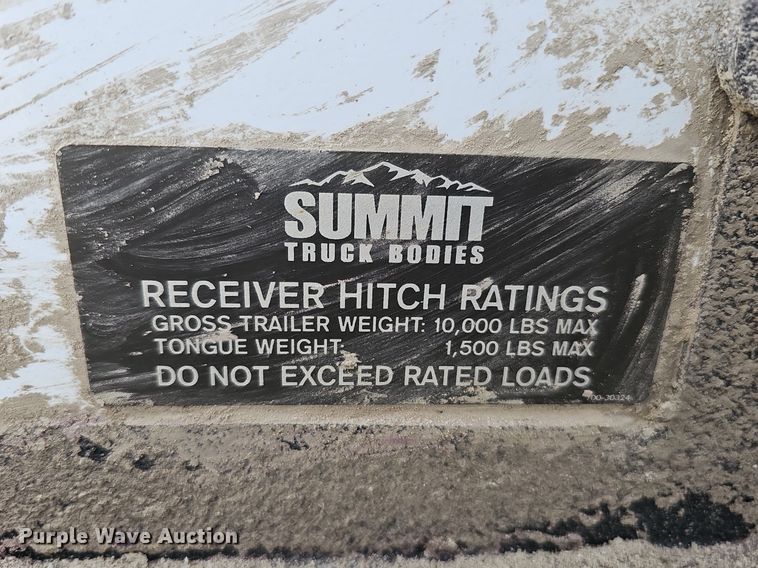 SUMMIT
TRUCK BODIES
RECEIVER HITCH RATINGS
GROSS TRAILER WEIGHT: 10,000 LBS MAX
TONGUE WEIGHT: 1,500 LBS MAX
DO NOT EXCEED RATED LOADS
Purple Wave Auction